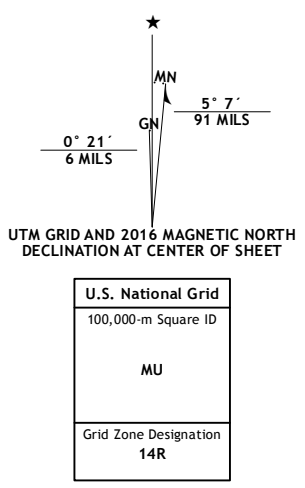 ★
MN
5° 7´
91 MILS
GN
0° 21´
6 MILS
UTM GRID AND 2016 MAGNETIC NORTH
DECLINATION AT CENTER OF SHEET
U.S. National Grid
100,000-m Square ID
MU
Grid Zone Designation
14R